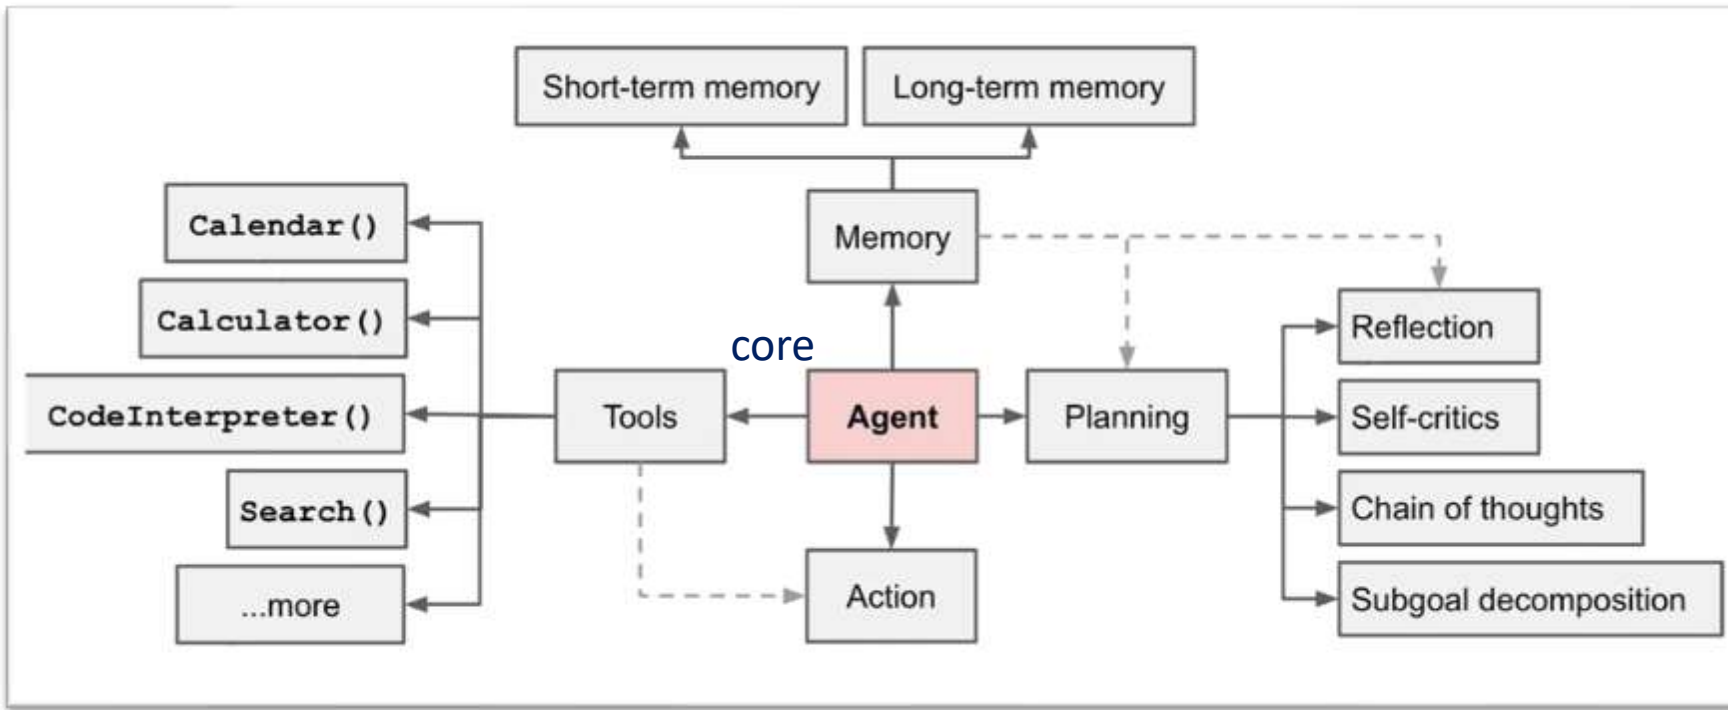 Short-term memory
Long-term memory
Calendar()
Memory
Calculator()
Reflection
core
CodeInterpreter()
Tools
Agent
Planning
Self-critics
Search()
Chain of thoughts
...more
Action
Subgoal decomposition